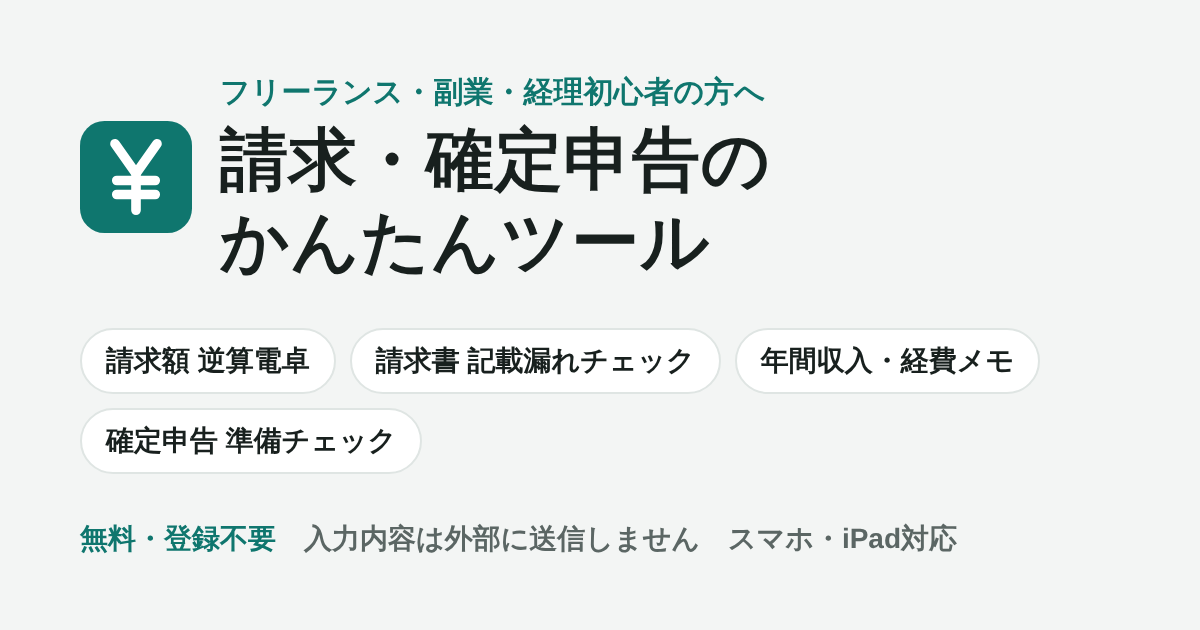 フリーランス・副業・経理初心者の方へ
¥
請求・確定申告の
かんたんツール
請求額 逆算電卓
請求書 記載漏れチェック
年間収入・経費メモ
確定申告 準備チェック
無料・登録不要 入力内容は外部に送信しません スマホ・iPad対応